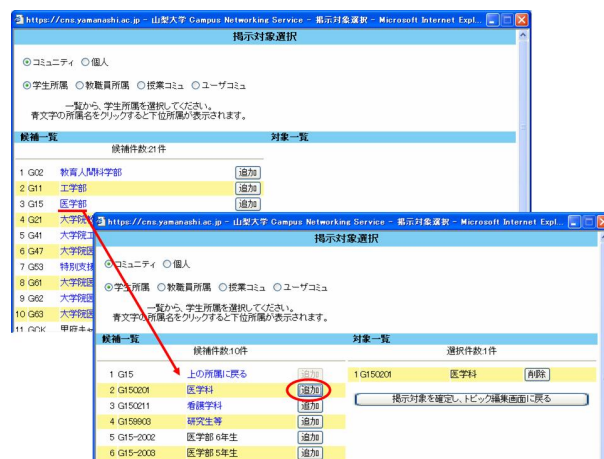 https://cns.yamanashi.ac.jp - 山梨大学 Campus Networking Service - 掲示対象選択 - Microsoft Internet Expl...
掲示対象選択
コミュニティ 個人
学生所属 教職員所属 授業コミュ ユーザコミュ
一覧から、学生所属を選択してください。
青文字の所属名をクリックすると下位所属が表示されます。
候補一覧 対象一覧
候補件数:21件
1 G02 教育人間科学部 追加
2 G11 工学部 追加
3 G15 医学部 追加
4 G21 大学院
5 G41 大学院工
6 G47 大学院医
7 G53 特別支援
8 G61 大学院医
9 G62 大学院医
10 G63 大学院医
11 GCK 甲府キャ
https://cns.yamanashi.ac.jp - 山梨大学 Campus Networking Service - 掲示対象選択 - Microsoft Internet Expl...
掲示対象選択
コミュニティ 個人
学生所属 教職員所属 授業コミュ ユーザコミュ
一覧から、学生所属を選択してください。
青文字の所属名をクリックすると下位所属が表示されます。
候補一覧 対象一覧
候補件数:10件 選択件数:1件
1 G15 上の所属に戻る 追加 1 G150201 医学科 削除
2 G150201 医学科 追加
掲示対象を確定し、トピック編集画面に戻る
3 G150211 看護学科 追加
4 G159903 研究生等 追加
5 G15-2002 医学部 6年生 追加
6 G15-2003 医学部 5年生 追加